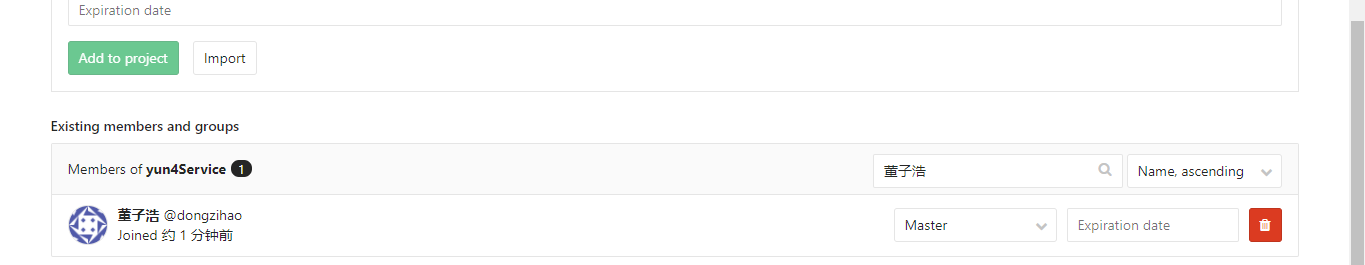 Expiration date
Add to project Import
Existing members and groups
Members of yun4Service 1 董子浩 Name, ascending
董子浩 @dongzihao Master Expiration date
Joined 约 1 分钟前